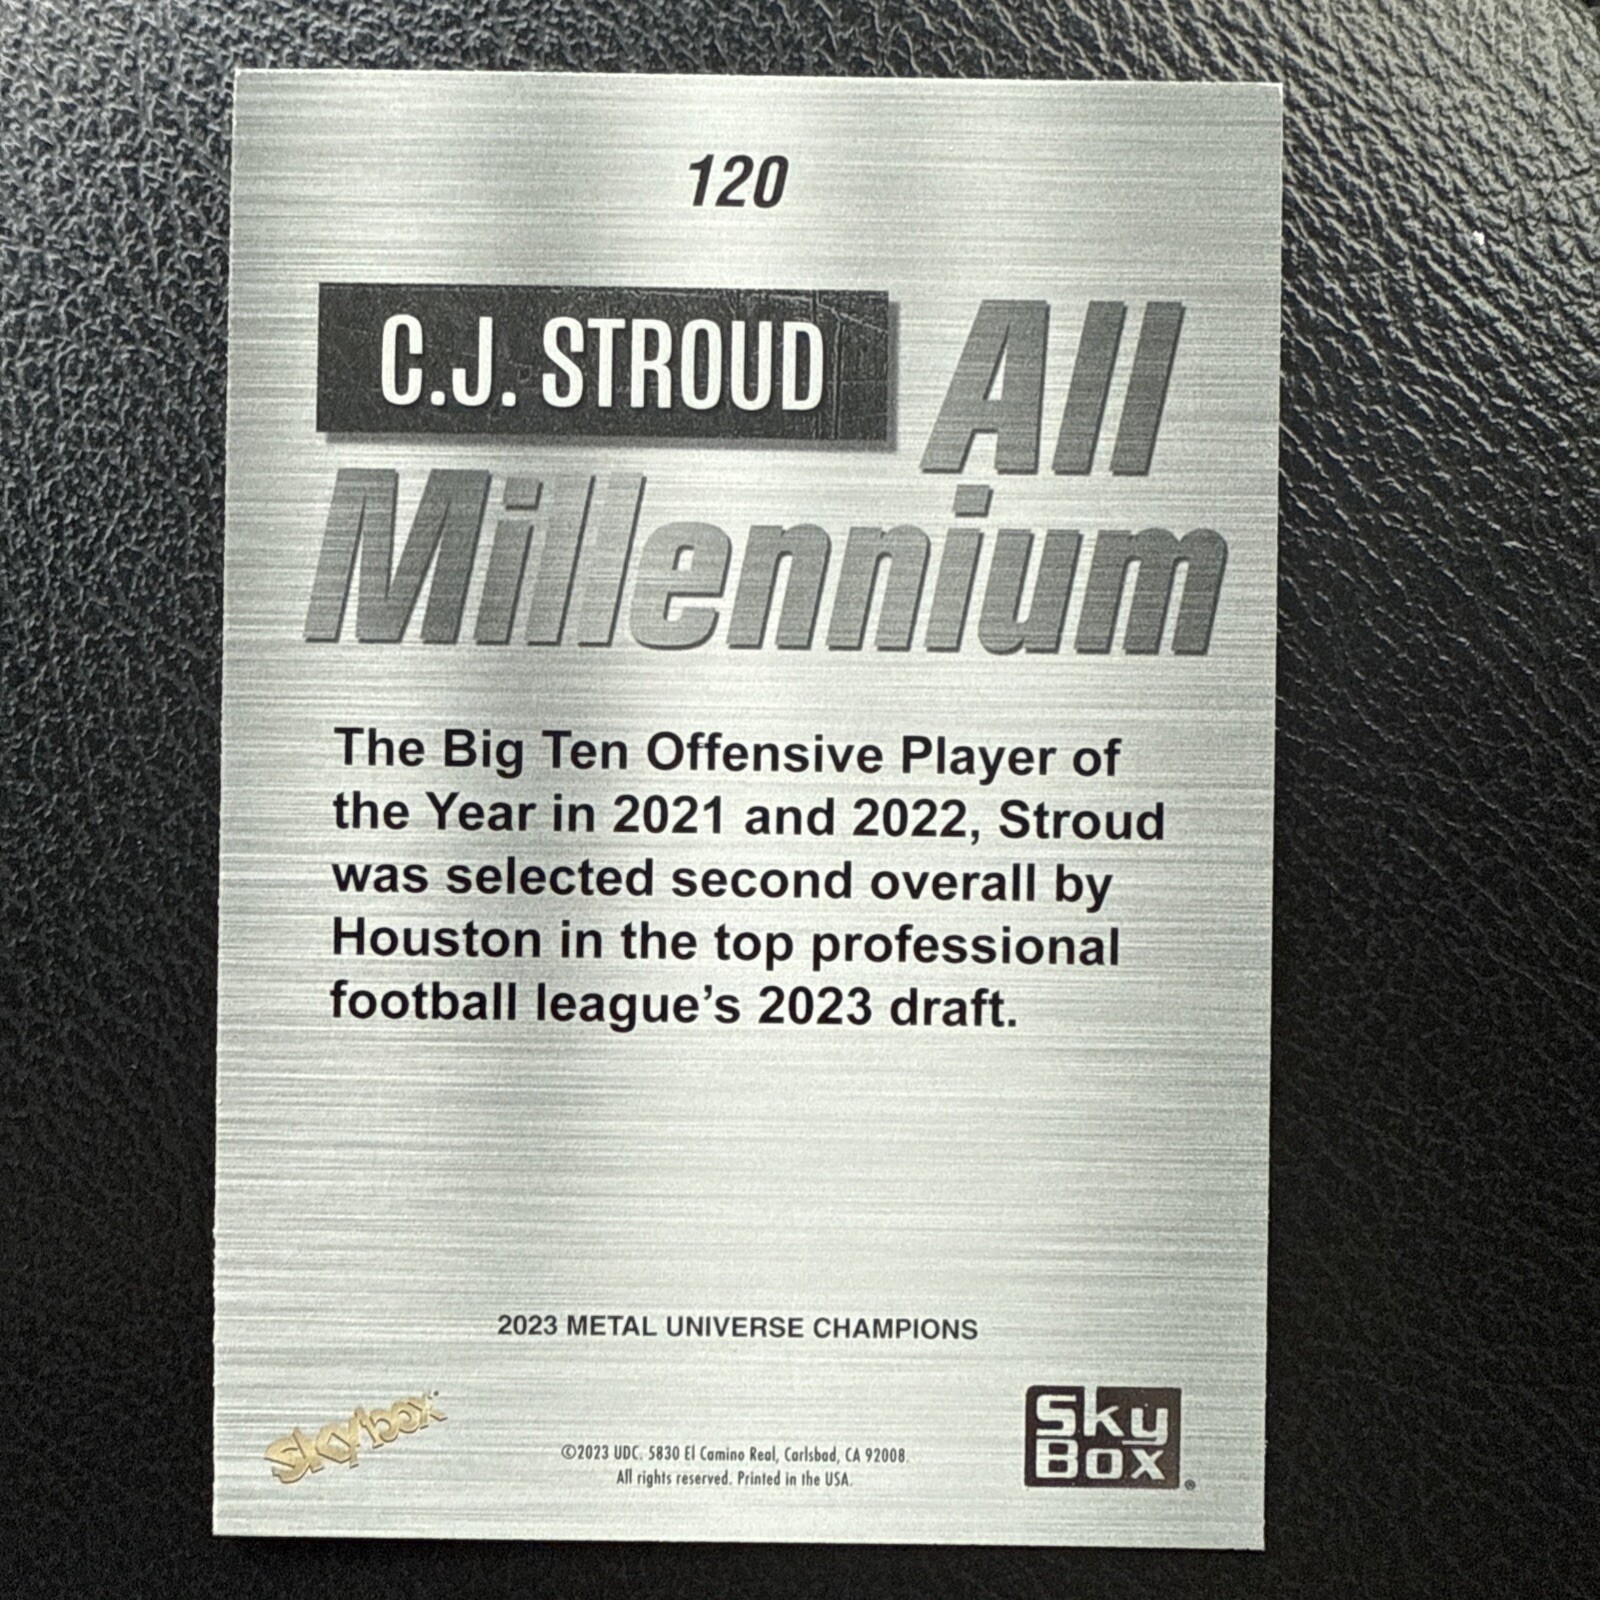 120
C.J. STROUD All
Millennium
The Big Ten Offensive Player of
the Year in 2021 and 2022, Stroud
was selected second overall by
Houston in the top professional
football league's 2023 draft.
2023 METAL UNIVERSE CHAMPIONS
Skybox
©2023 UDC. 5830 El Camino Real, Carlsbad, CA 92008.
All rights reserved. Printed in the USA.
Sky
Box®